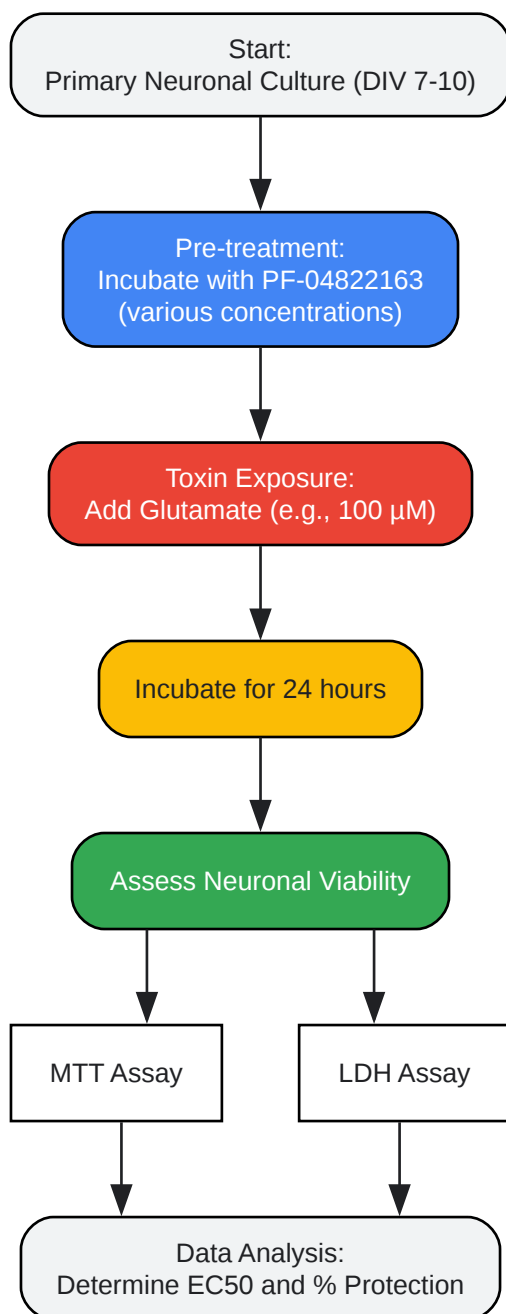 Start:
Primary Neuronal Culture (DIV 7-10)
Pre-treatment:
Incubate with PF-04822163
(various concentrations)
Toxin Exposure:
Add Glutamate (e.g., 100 µM)
Incubate for 24 hours
Assess Neuronal Viability
MTT Assay
LDH Assay
Data Analysis:
Determine EC50 and % Protection